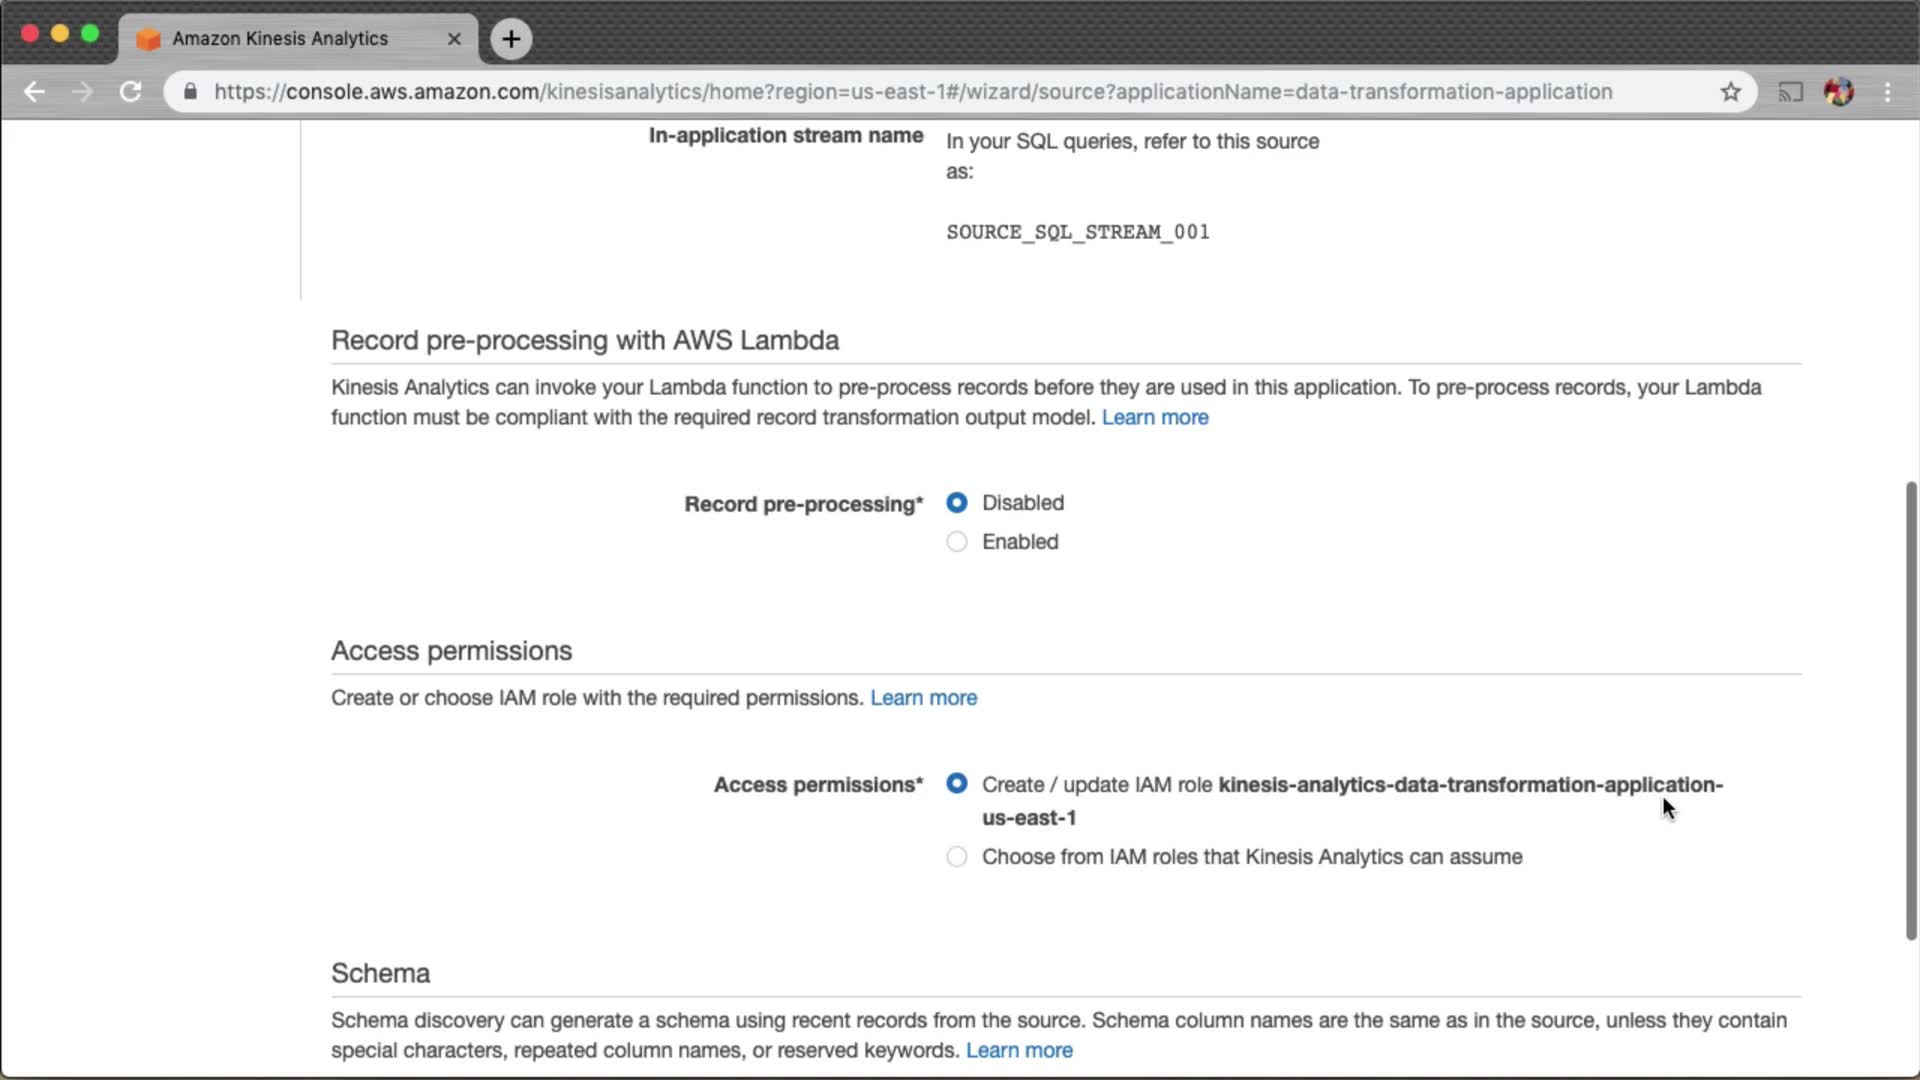 Amazon Kinesis Analytics
https://console.aws.amazon.com/kinesisanalytics/home?region=us-east-1#/wizard/source?applicationName=data-transformation-application
In-application stream name
In your SQL queries, refer to this source
as:
SOURCE_SQL_STREAM_001
Record pre-processing with AWS Lambda
Kinesis Analytics can invoke your Lambda function to pre-process records before they are used in this application. To pre-process records, your Lambda
function must be compliant with the required record transformation output model. Learn more
Record pre-processing*
Disabled
Enabled
Access permissions
Create or choose IAM role with the required permissions. Learn more
Access permissions*
Create / update IAM role kinesis-analytics-data-transformation-application-
us-east-1
Choose from IAM roles that Kinesis Analytics can assume
Schema
Schema discovery can generate a schema using recent records from the source. Schema column names are the same as in the source, unless they contain
special characters, repeated column names, or reserved keywords. Learn more